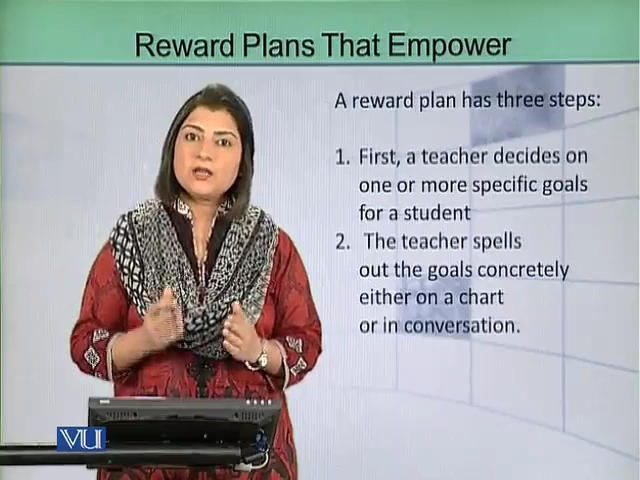 Reward Plans That Empower
A reward plan has three steps:
1. First, a teacher decides on
one or more specific goals
for a student
2. The teacher spells
out the goals concretely
either on a chart
or in conversation.
VU